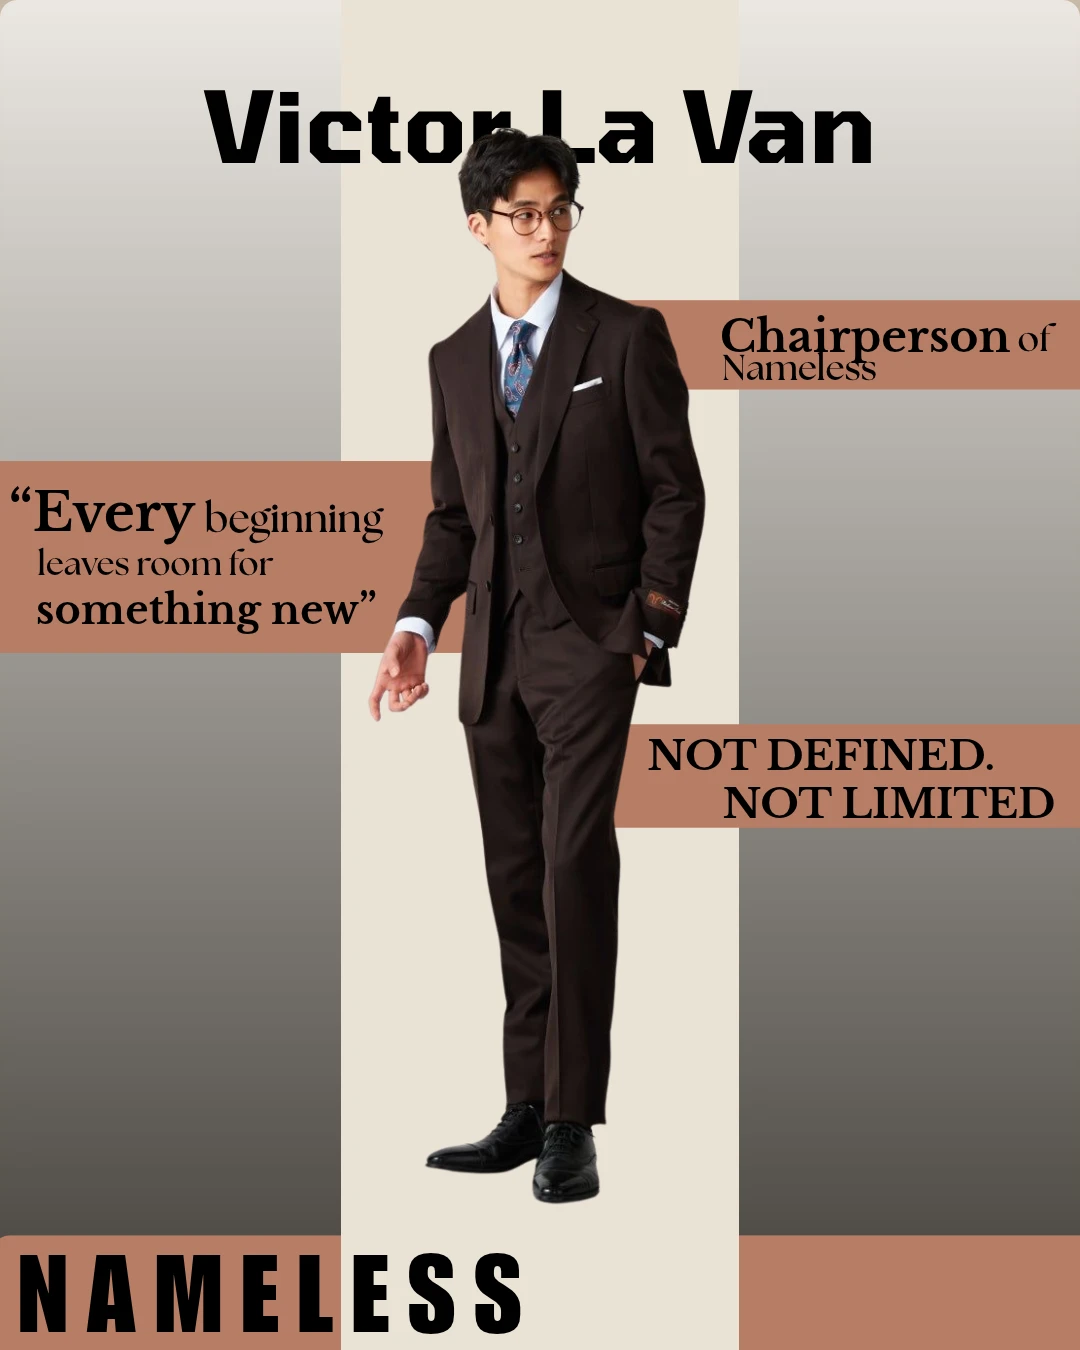 Victor La Van
Chairperson of
Nameless
“Every beginning
leaves room for
something new”
NOT DEFINED.
NOT LIMITED
NAMELESS